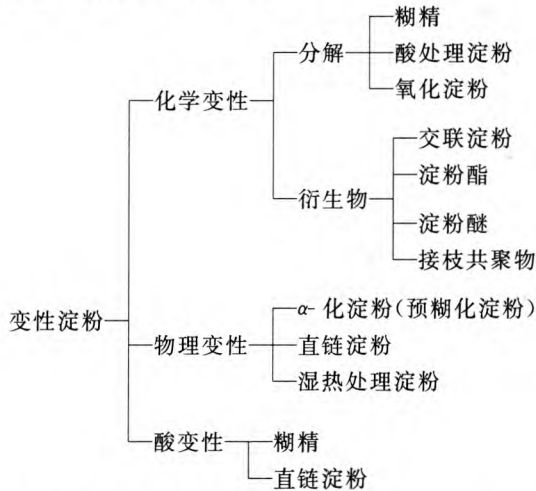 糊精
分解
酸处理淀粉
化学变性
氧化淀粉
交联淀粉
淀粉酯
衍生物
淀粉醚
接枝共聚物
α-化淀粉(预糊化淀粉)
变性淀粉
物理变性
直链淀粉
湿热处理淀粉
酸变性
糊精
直链淀粉